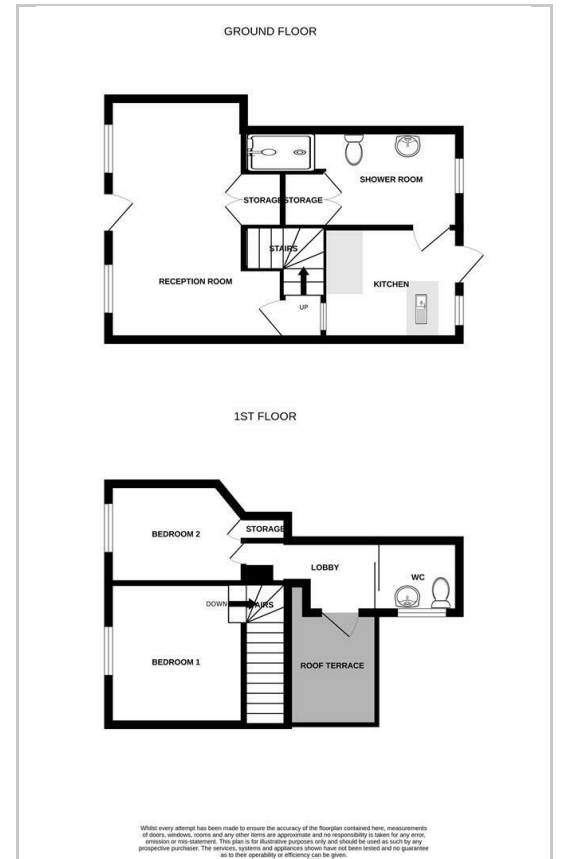 GROUND FLOOR
SHOWER ROOM
STORAGE
STORAGE
STAIRS
RECEPTION ROOM
KITCHEN
UP
1ST FLOOR
BEDROOM 2
STORAGE
LOBBY
WC
DOWN
STAIRS
BEDROOM 1
ROOF TERRACE
Whilst every attempt has been made to ensure the accuracy of the floorplan contained here, measurements
of doors, windows, rooms and any other items are approximate and no responsibility is taken for any error,
omission or mis-statement. This plan is for illustrative purposes only and should be used as such by any
prospective purchaser. The services, systems and appliances shown have not been tested and no guarantee
as to their operability or efficiency can be given.